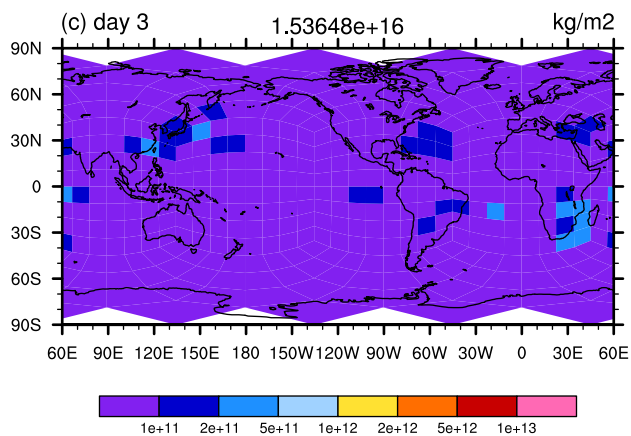 (c) day 3 1.53648e+16 kg/m2
90N
60N
30N
0
30S
60S
90S
60E 90E 120E 150E 180 150W 120W 90W 60W 30W 0 30E 60E
1e+11 2e+11 5e+11 1e+12 2e+12 5e+12 1e+13